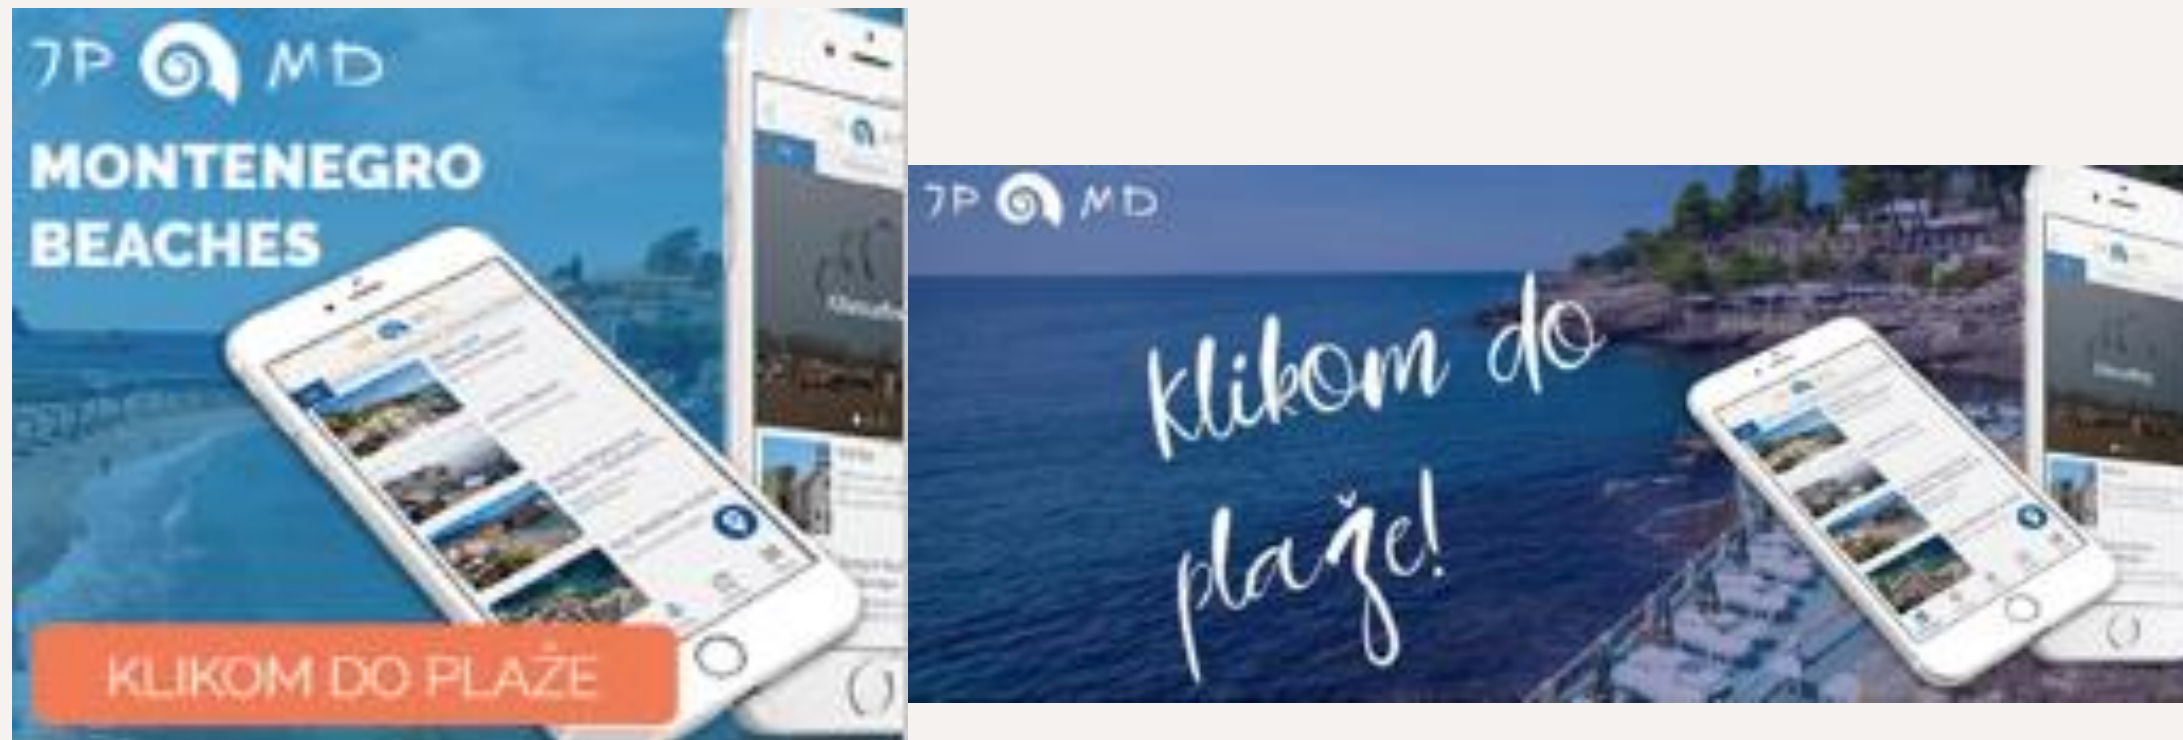 JP MD
MONTENEGRO
BEACHES
KLIKOM DO PLAŽE
JP MD
Klikom do
plaže!